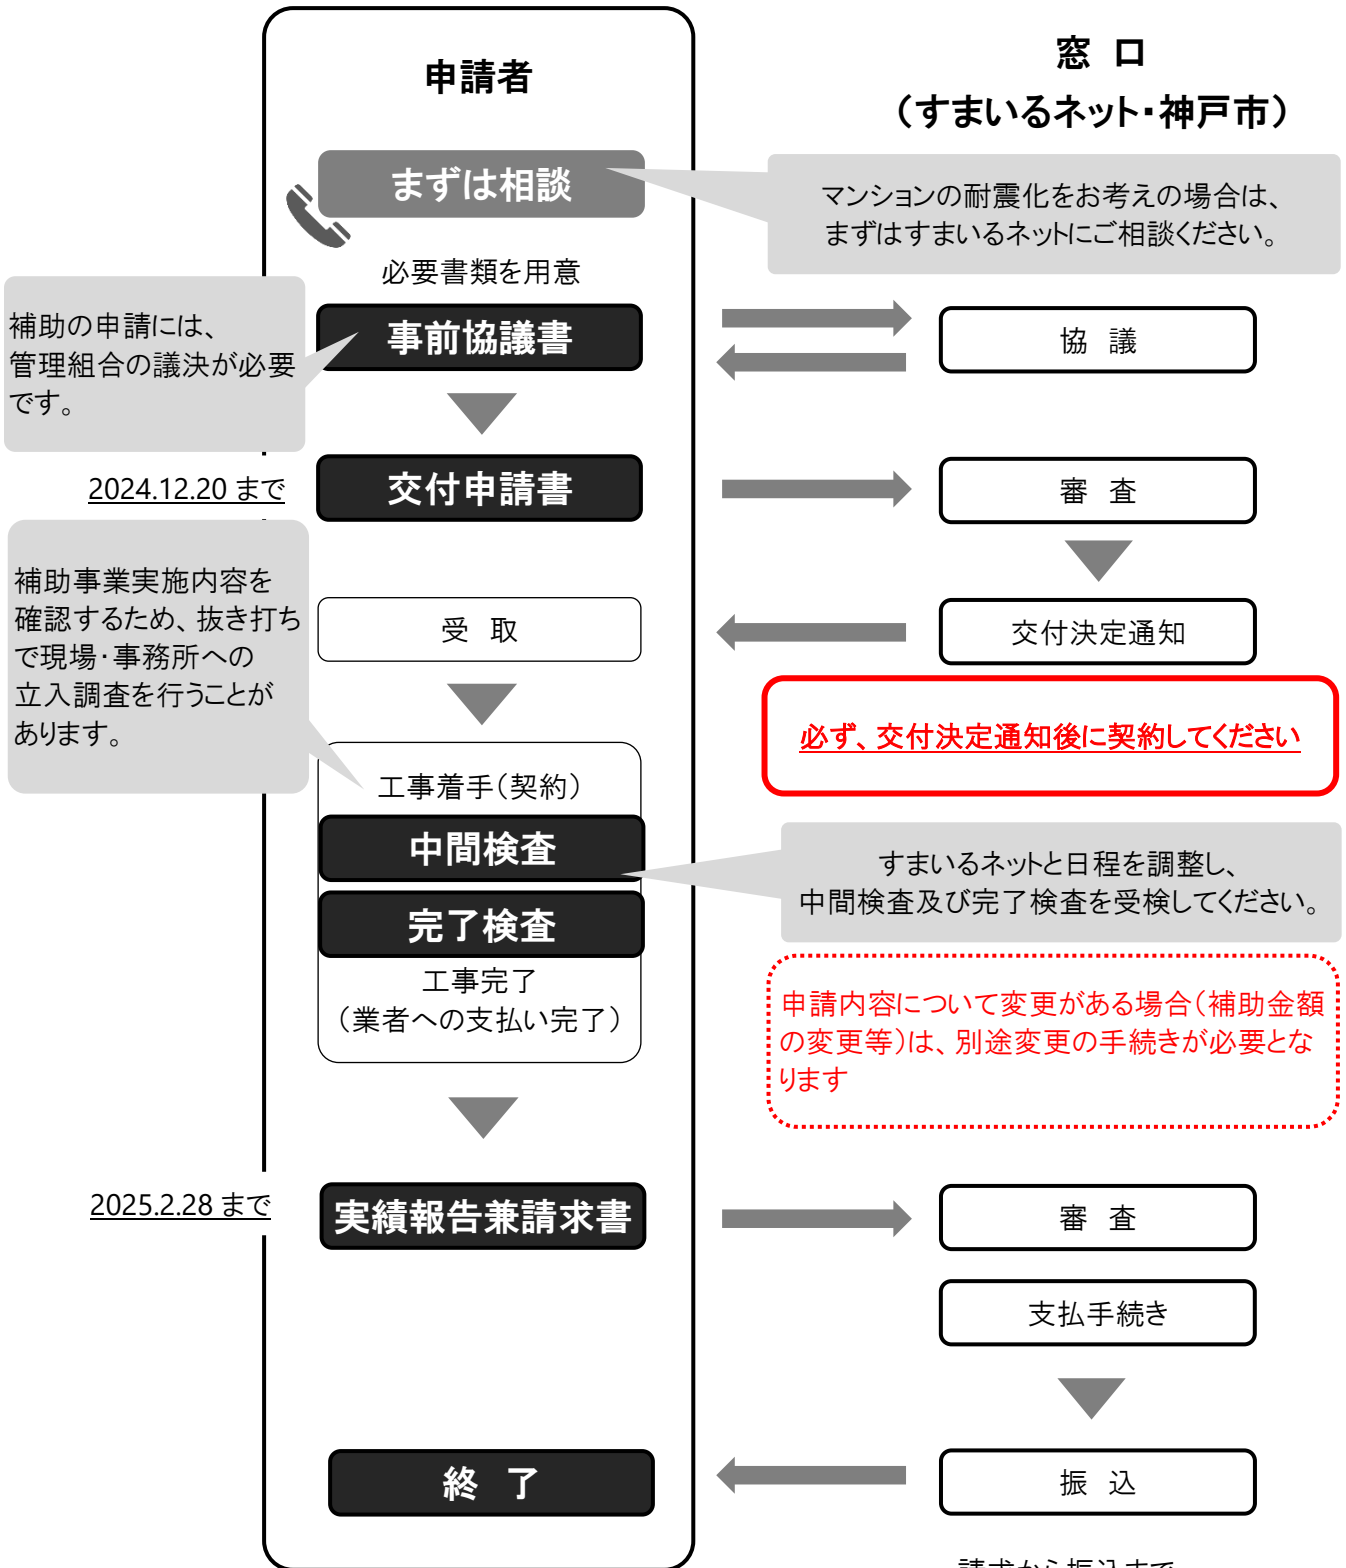 申請者
窓 口
（すまいるネット・神戸市）
まずは相談
マンションの耐震化をお考えの場合は、
まずはすまいるネットにご相談ください。
必要書類を用意
補助の申請には、
管理組合の議決が必要
です。
事前協議書
協 議
2024.12.20 まで
交付申請書
審 査
補助事業実施内容を
確認するため、抜き打ち
で現場・事務所への
立入調査を行うことが
あります。
受 取
交付決定通知
必ず、交付決定通知後に契約してください
工事着手（契約）
中間検査
完了検査
工事完了
（業者への支払い完了）
すまいるネットと日程を調整し、
中間検査及び完了検査を受検してください。
申請内容について変更がある場合（補助金額
の変更等）は、別途変更の手続きが必要とな
ります
2025.2.28 まで
実績報告兼請求書
審 査
支払手続き
終 了
振 込
請求から振込まで